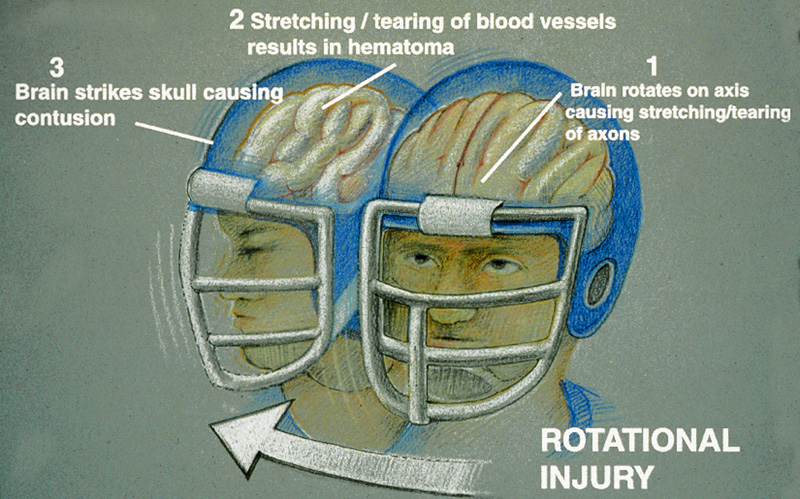 2 Stretching / tearing of blood vessels
results in hematoma
3
Brain strikes skull causing
contusion
1
Brain rotates on axis
causing stretching/tearing
of axons
ROTATIONAL
INJURY